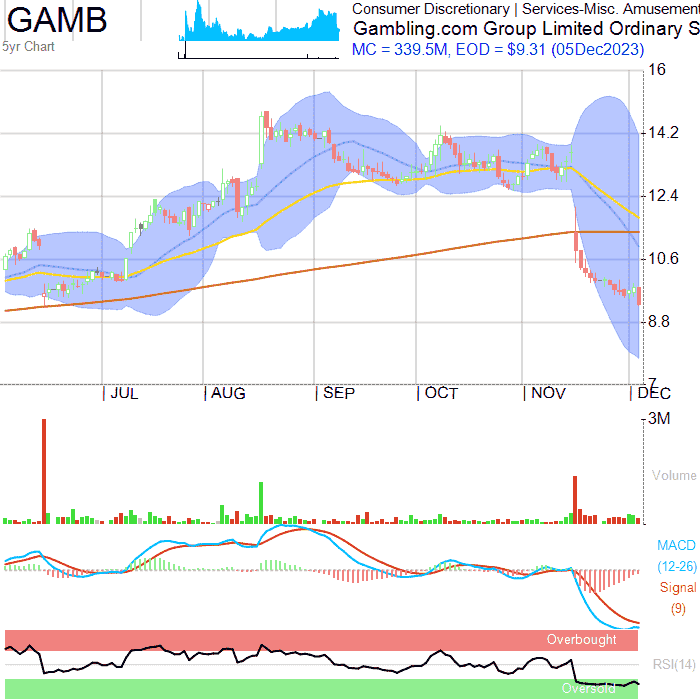 GAMB
5yr Chart
Consumer Discretionary | Services-Misc. Amusement
Gambling.com Group Limited Ordinary S
MC = 339.5M, EOD = $9.31 (05Dec2023)
16
14.2
12.4
10.6
8.8
7
JUL AUG SEP OCT NOV DEC
3M
Volume
MACD
(12-26)
Signal
(9)
Overbought
RSI(14)
Oversold